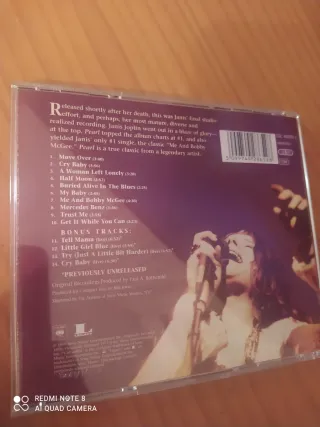 Released shortly after her death, this was Janis' final studio
effort, and perhaps, her most mature, diverse and
realized recording. Janis Joplin went out in a blaze of glory—
at the top. Pearl topped the album charts at #1, and also
yielded Janis' only #1 single, the classic "Me And Bobby
McGee." Pearl is a true classic from a legendary artist.
1. Move Over
2. Cry Baby
3. A Woman Left Lonely
4. Half Moon
5. Buried Alive In The Blues
6. My Baby
7. Me And Bobby McGee
8. Mercedes Benz
9. Trust Me
10. Get It While You Can
BONUS TRACKS:
11. Tell Mama
12. Little Girl Blue
13. Try (Just A Little Bit Harder)
14. Cry Baby
*PREVIOUSLY UNRELEASED
Original Recordings Produced by Paul A. Rothchild
L
REDMI NOTE 8
AI QUAD CAMERA